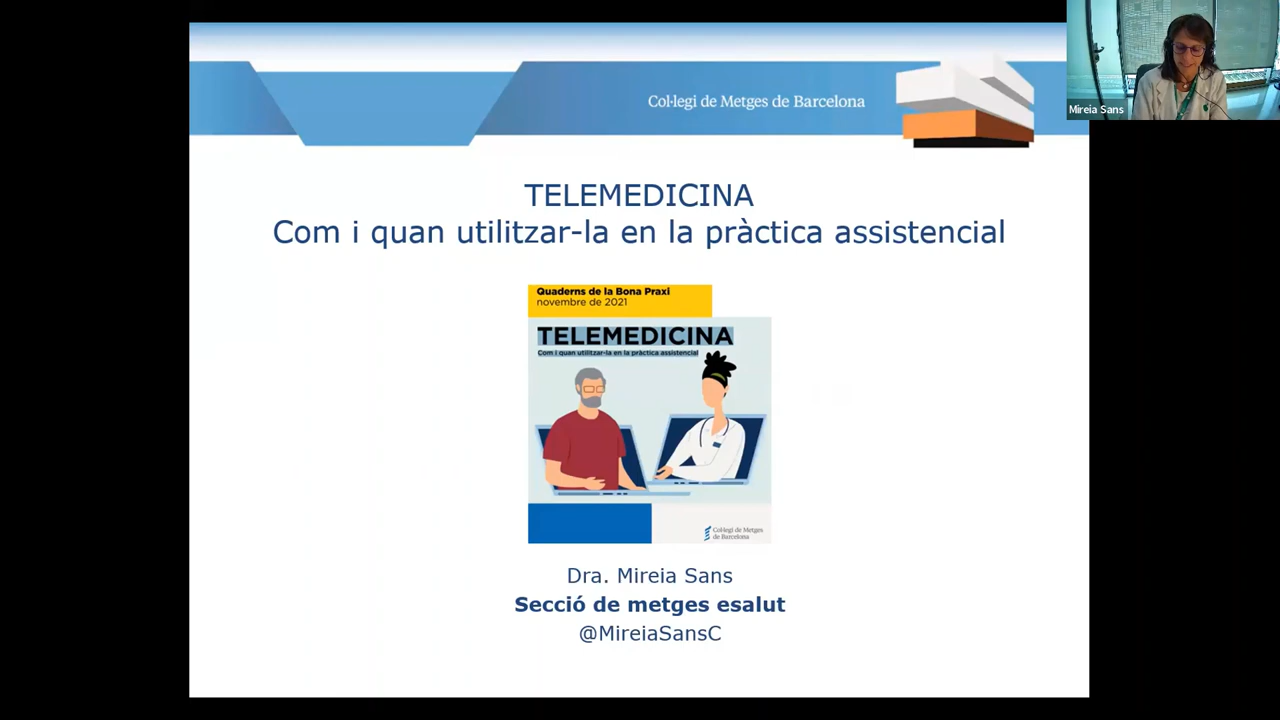 Col·legi de Metges de Barcelona
Mireia Sans
TELEMEDICINA
Com i quan utilitzar-la en la pràctica assistencial
Quaderns de la Bona Praxi
novembre de 2021
TELEMEDICINA
Com i quan utilitzar-la en la pràctica assistencial
Col·legi de Metges
de Barcelona
Dra. Mireia Sans
Secció de metges esalut
@MireiaSansC